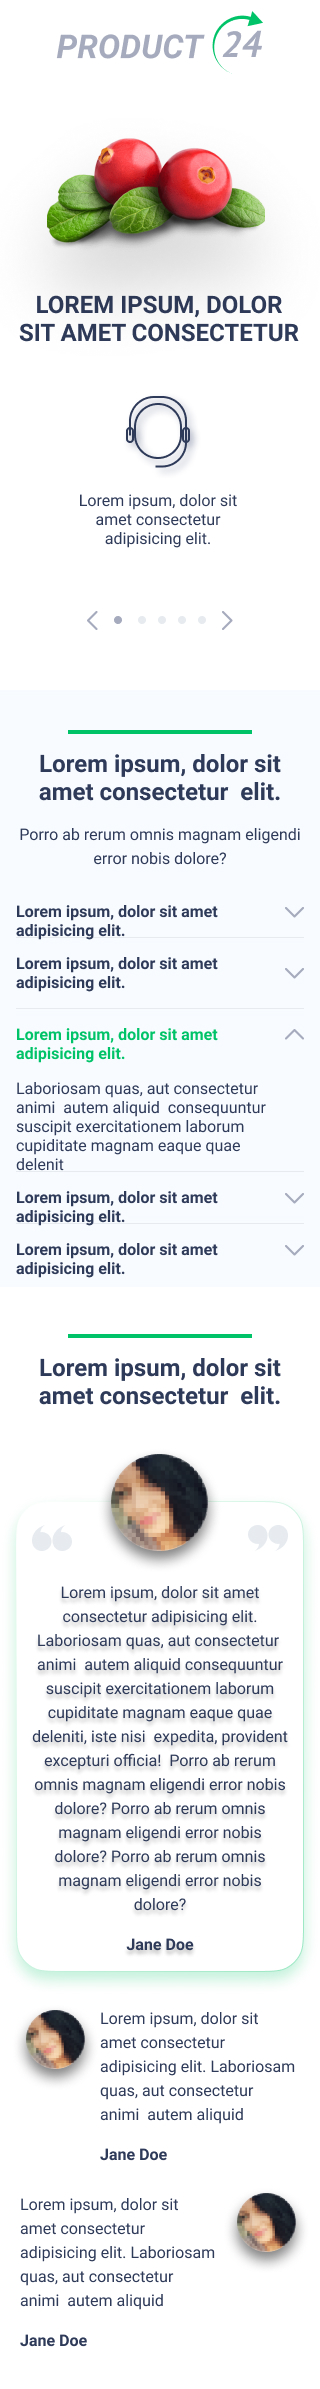 PRODUCT 24
LOREM IPSUM, DOLOR
SIT AMET CONSECTETUR
Lorem ipsum, dolor sit
amet consectetur
adipisicing elit.
Lorem ipsum, dolor sit
amet consectetur  elit.
Porro ab rerum omnis magnam eligendi
error nobis dolore?
Lorem ipsum, dolor sit amet
adipisicing elit.
Lorem ipsum, dolor sit amet
adipisicing elit.
Lorem ipsum, dolor sit amet
adipisicing elit.
Laboriosam quas, aut consectetur
animi  autem aliquid  consequuntur
suscipit exercitationem laborum
cupiditate magnam eaque quae
delenit
Lorem ipsum, dolor sit amet
adipisicing elit.
Lorem ipsum, dolor sit amet
adipisicing elit.
Lorem ipsum, dolor sit
amet consectetur  elit.
Lorem ipsum, dolor sit amet
consectetur adipisicing elit.
Laboriosam quas, aut consectetur
animi  autem aliquid consequuntur
suscipit exercitationem laborum
cupiditate magnam eaque quae
deleniti, iste nisi  expedita, provident
excepturi officia!  Porro ab rerum
omnis magnam eligendi error nobis
dolore? Porro ab rerum omnis
magnam eligendi error nobis
dolore? Porro ab rerum omnis
magnam eligendi error nobis
dolore?
Jane Doe
Lorem ipsum, dolor sit
amet consectetur
adipisicing elit. Laboriosam
quas, aut consectetur
animi  autem aliquid
Jane Doe
Lorem ipsum, dolor sit
amet consectetur
adipisicing elit. Laboriosam
quas, aut consectetur
animi  autem aliquid
Jane Doe